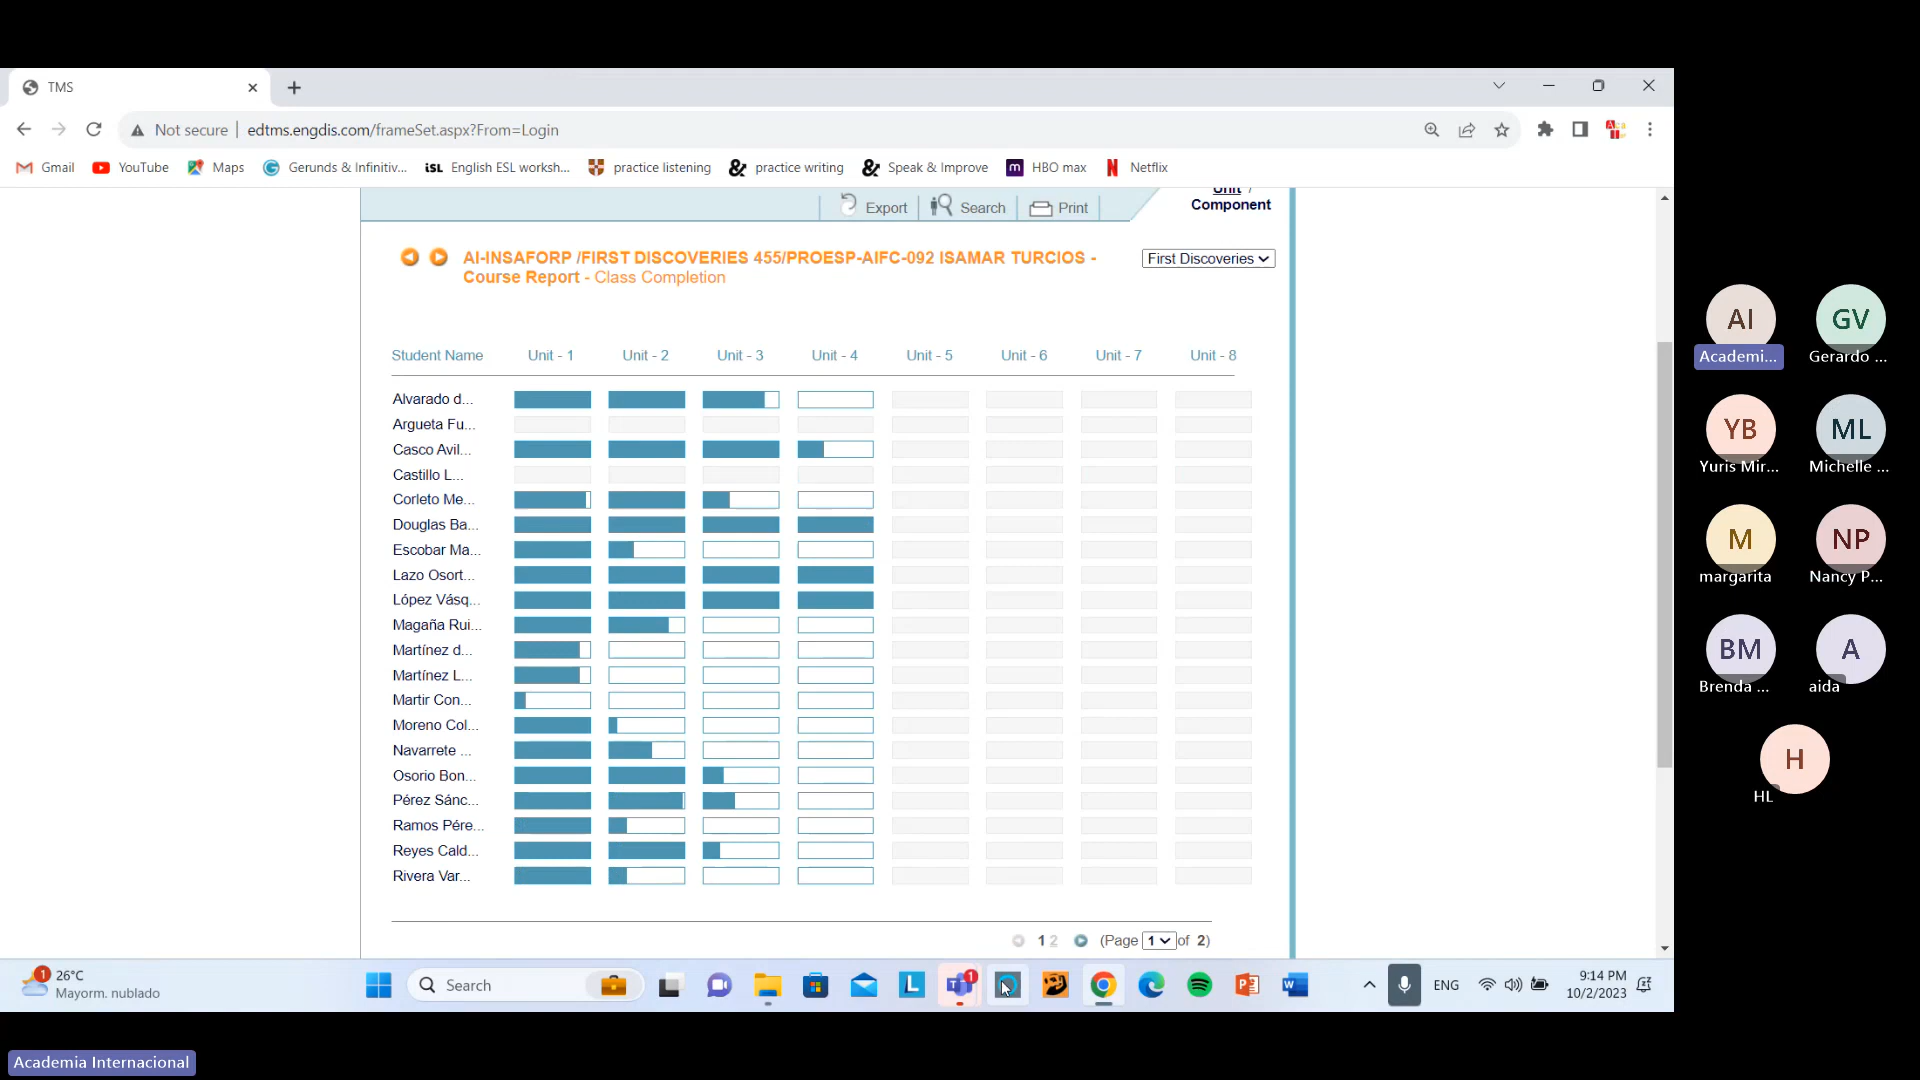 TMS
Not secure
edtms.engdis.com/frameSet.aspx?From=Login
Gmail YouTube Maps Gerunds & Infinitiv... iSL English ESL worksh... practice listening practice writing Speak & Improve HBO max Netflix
Export Search Print
Unit /
Component
AI-INSAFORP /FIRST DISCOVERIES 455/PROESP-AIFC-092 ISAMAR TURCIOS -
Course Report - Class Completion
First Discoveries
Student Name Unit - 1 Unit - 2 Unit - 3 Unit - 4 Unit - 5 Unit - 6 Unit - 7 Unit - 8
Alvarado d...
Argueta Fu...
Casco Avil...
Castillo L...
Corleto Me...
Douglas Ba...
Escobar Ma...
Lazo Osort...
López Vásq...
Magaña Rui...
Martínez d...
Martínez L...
Martir Con...
Moreno Col...
Navarrete ...
Osorio Bon...
Pérez Sánc...
Ramos Pére...
Reyes Cald...
Rivera Var...
1 2 (Page 1 of 2)
1
26°C
Mayorm. nublado
Search
L
1
ENG
9:14 PM
10/2/2023
AI
Academi...
GV
Gerardo ...
YB
Yuris Mir...
ML
Michelle ...
M
margarita
NP
Nancy P...
BM
Brenda ...
A
aida
H
HL
Academia Internacional